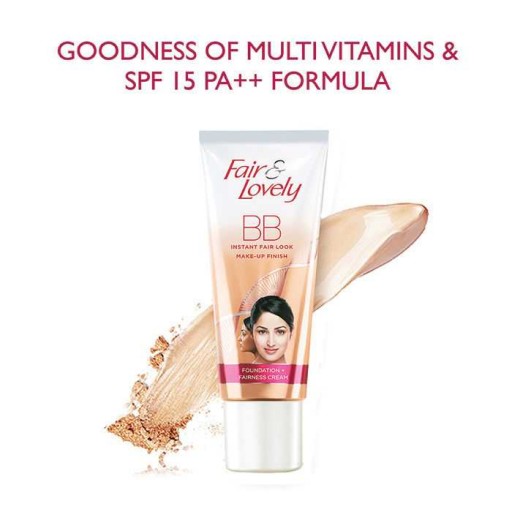 GOODNESS OF MULTIVITAMINS &
SPF 15 PA++ FORMULA
Fair &
Lovely
BB
INSTANT FAIR LOOK
MAKE-UP FINISH
FOUNDATION +
FAIRNESS CREAM